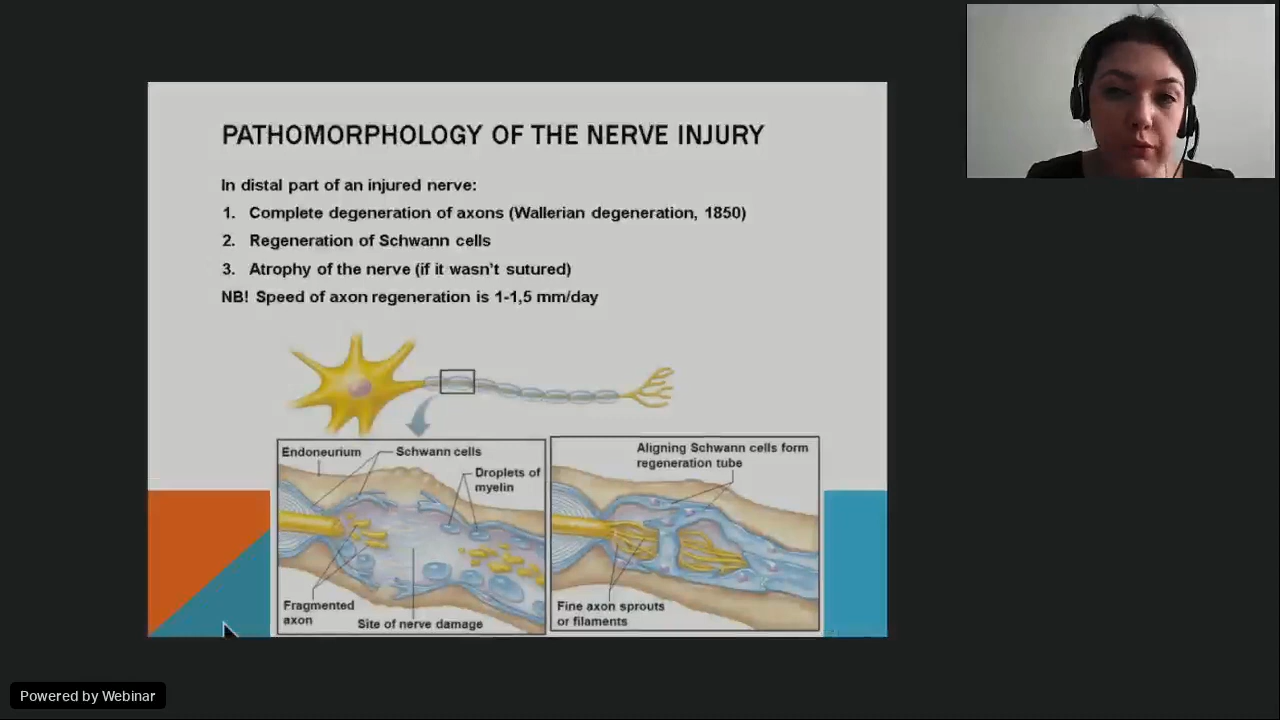 PATHOMORPHOLOGY OF THE NERVE INJURY
In distal part of an injured nerve:
1. Complete degeneration of axons (Wallerian degeneration, 1850)
2. Regeneration of Schwann cells
3. Atrophy of the nerve (if it wasn't sutured)
NB! Speed of axon regeneration is 1-1,5 mm/day
Endoneurium
Schwann cells
Droplets of
myelin
Fragmented
axon
Site of nerve damage
Aligning Schwann cells form
regeneration tube
Fine axon sprouts
or filaments
Powered by Webinar